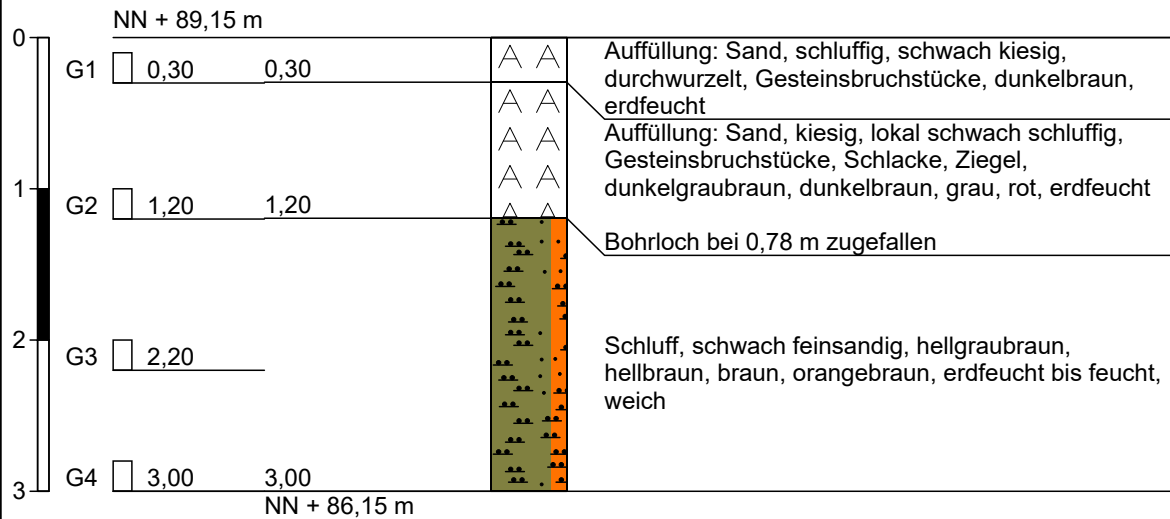 NN + 89,15 m
0
G1 0,30 0,30
Auffüllung: Sand, schluffig, schwach kiesig,
durchwurzelt, Gesteinsbruchstücke, dunkelbraun,
erdfeucht
Auffüllung: Sand, kiesig, lokal schwach schluffig,
Gesteinsbruchstücke, Schlacke, Ziegel,
dunkelgraubraun, dunkelbraun, grau, rot, erdfeucht
1
G2 1,20 1,20
Bohrloch bei 0,78 m zugefallen
2
G3 2,20
Schluff, schwach feinsandig, hellgraubraun,
hellbraun, braun, orangebraun, erdfeucht bis feucht,
weich
G4 3,00 3,00
3
NN + 86,15 m